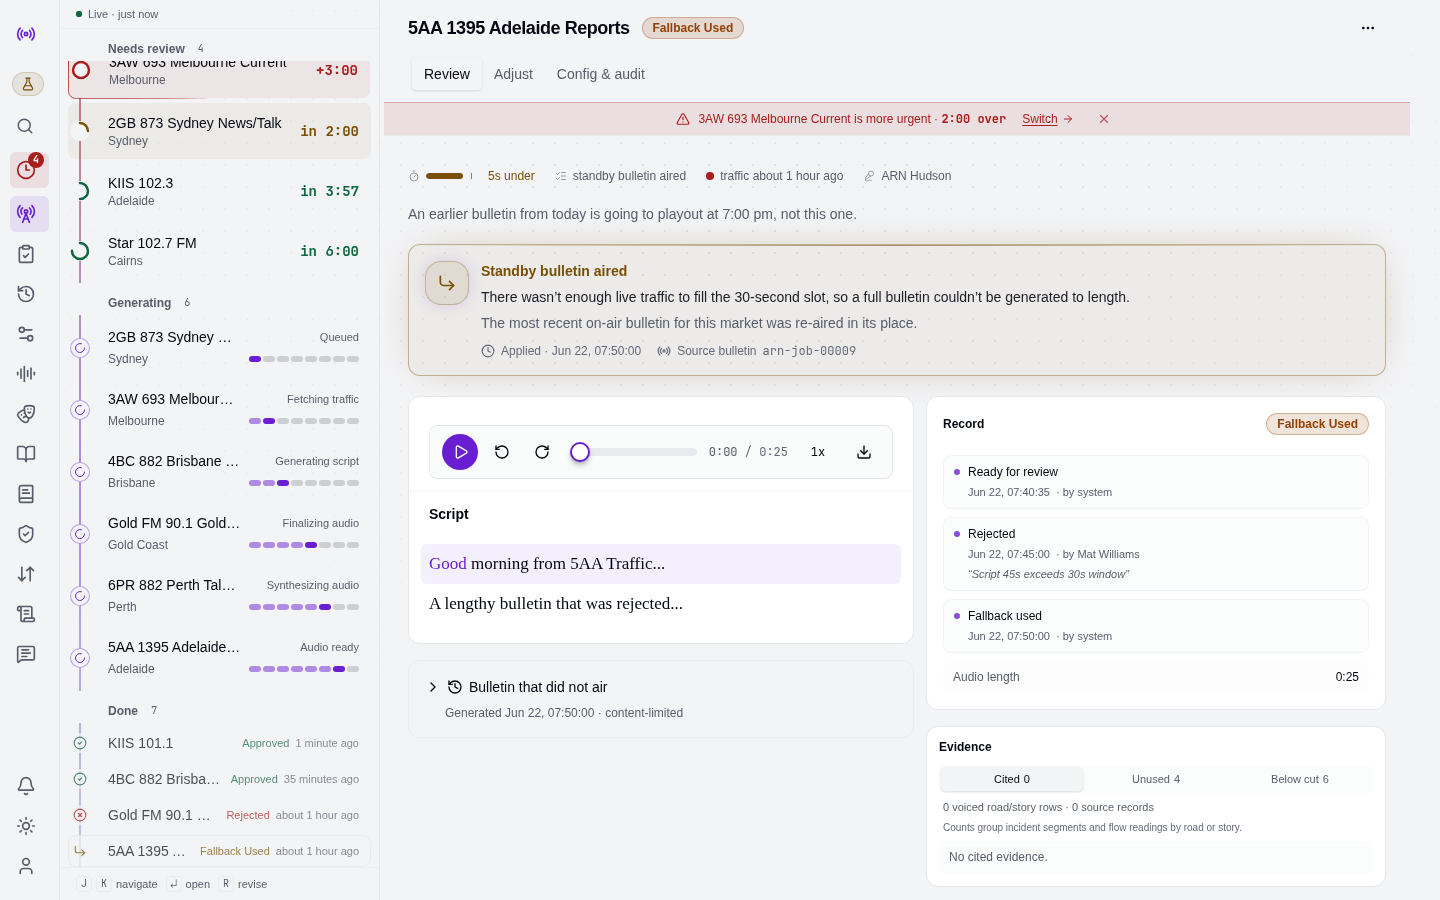 Live · just now
Needs review 4
3AW 693 Melbourne Current
+3:00
Melbourne
2GB 873 Sydney News/Talk
in 2:00
Sydney
KIIS 102.3
in 3:57
Adelaide
Star 102.7 FM
in 6:00
Cairns
Generating 6
2GB 873 Sydney …
Queued
Sydney
3AW 693 Melbour…
Fetching traffic
Melbourne
4BC 882 Brisbane …
Generating script
Brisbane
Gold FM 90.1 Gold…
Finalizing audio
Gold Coast
6PR 882 Perth Tal…
Synthesizing audio
Perth
5AA 1395 Adelaide…
Audio ready
Adelaide
Done 7
KIIS 101.1 Approved 1 minute ago
4BC 882 Brisba… Approved 35 minutes ago
Gold FM 90.1 … Rejected about 1 hour ago
5AA 1395 … Fallback Used about 1 hour ago
J K navigate open R revise
4
5AA 1395 Adelaide Reports Fallback Used
Review Adjust Config & audit
3AW 693 Melbourne Current is more urgent · 2:00 over Switch
5s under standby bulletin aired traffic about 1 hour ago ARN Hudson
An earlier bulletin from today is going to playout at 7:00 pm, not this one.
Standby bulletin aired
There wasn’t enough live traffic to fill the 30-second slot, so a full bulletin couldn’t be generated to length.
The most recent on-air bulletin for this market was re-aired in its place.
Applied · Jun 22, 07:50:00 Source bulletin arn-job-00009
0:00 / 0:25 1x
Script
Good morning from 5AA Traffic...
A lengthy bulletin that was rejected...
Bulletin that did not air
Generated Jun 22, 07:50:00 · content-limited
Record Fallback Used
Ready for review
Jun 22, 07:40:35 · by system
Rejected
Jun 22, 07:45:00 · by Mat Williams
“Script 45s exceeds 30s window”
Fallback used
Jun 22, 07:50:00 · by system
Audio length 0:25
Evidence
Cited 0 Unused 4 Below cut 6
0 voiced road/story rows · 0 source records
Counts group incident segments and flow readings by road or story.
No cited evidence.